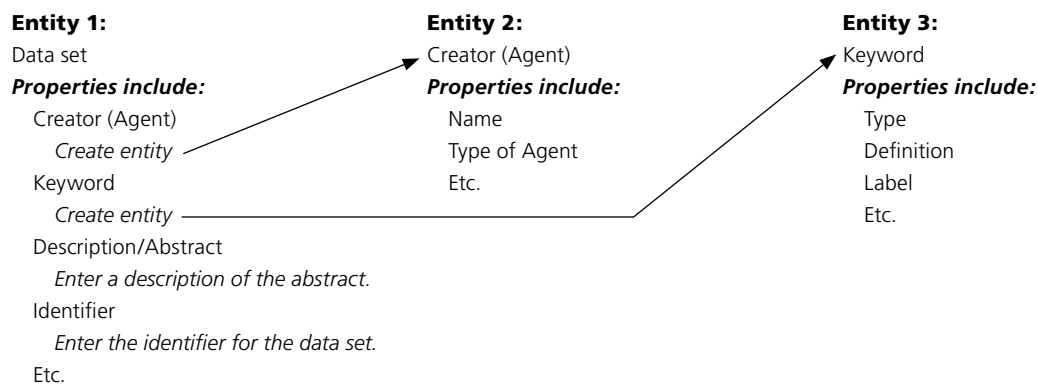 Entity 1:
Data set
Properties include:
Creator (Agent)
Create entity
Keyword
Create entity
Description/Abstract
Enter a description of the abstract.
Identifier
Enter the identifier for the data set.
Etc.
Entity 2:
Creator (Agent)
Properties include:
Name
Type of Agent
Etc.
Entity 3:
Keyword
Properties include:
Type
Definition
Label
Etc.